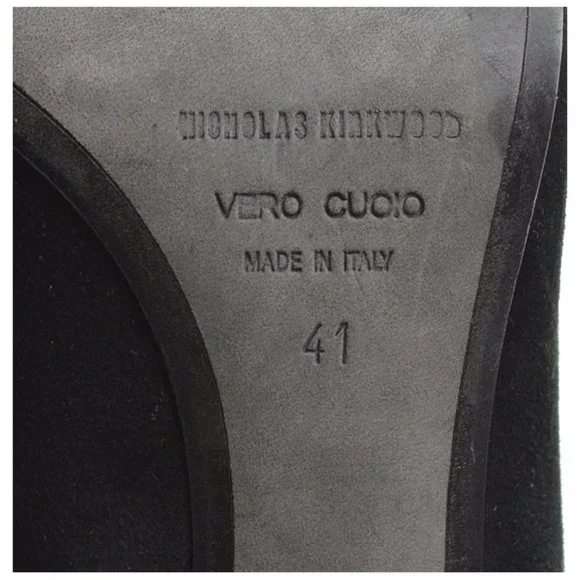 NICHOLAS KIRKWOOD
VERO CUOIO
MADE IN ITALY
41